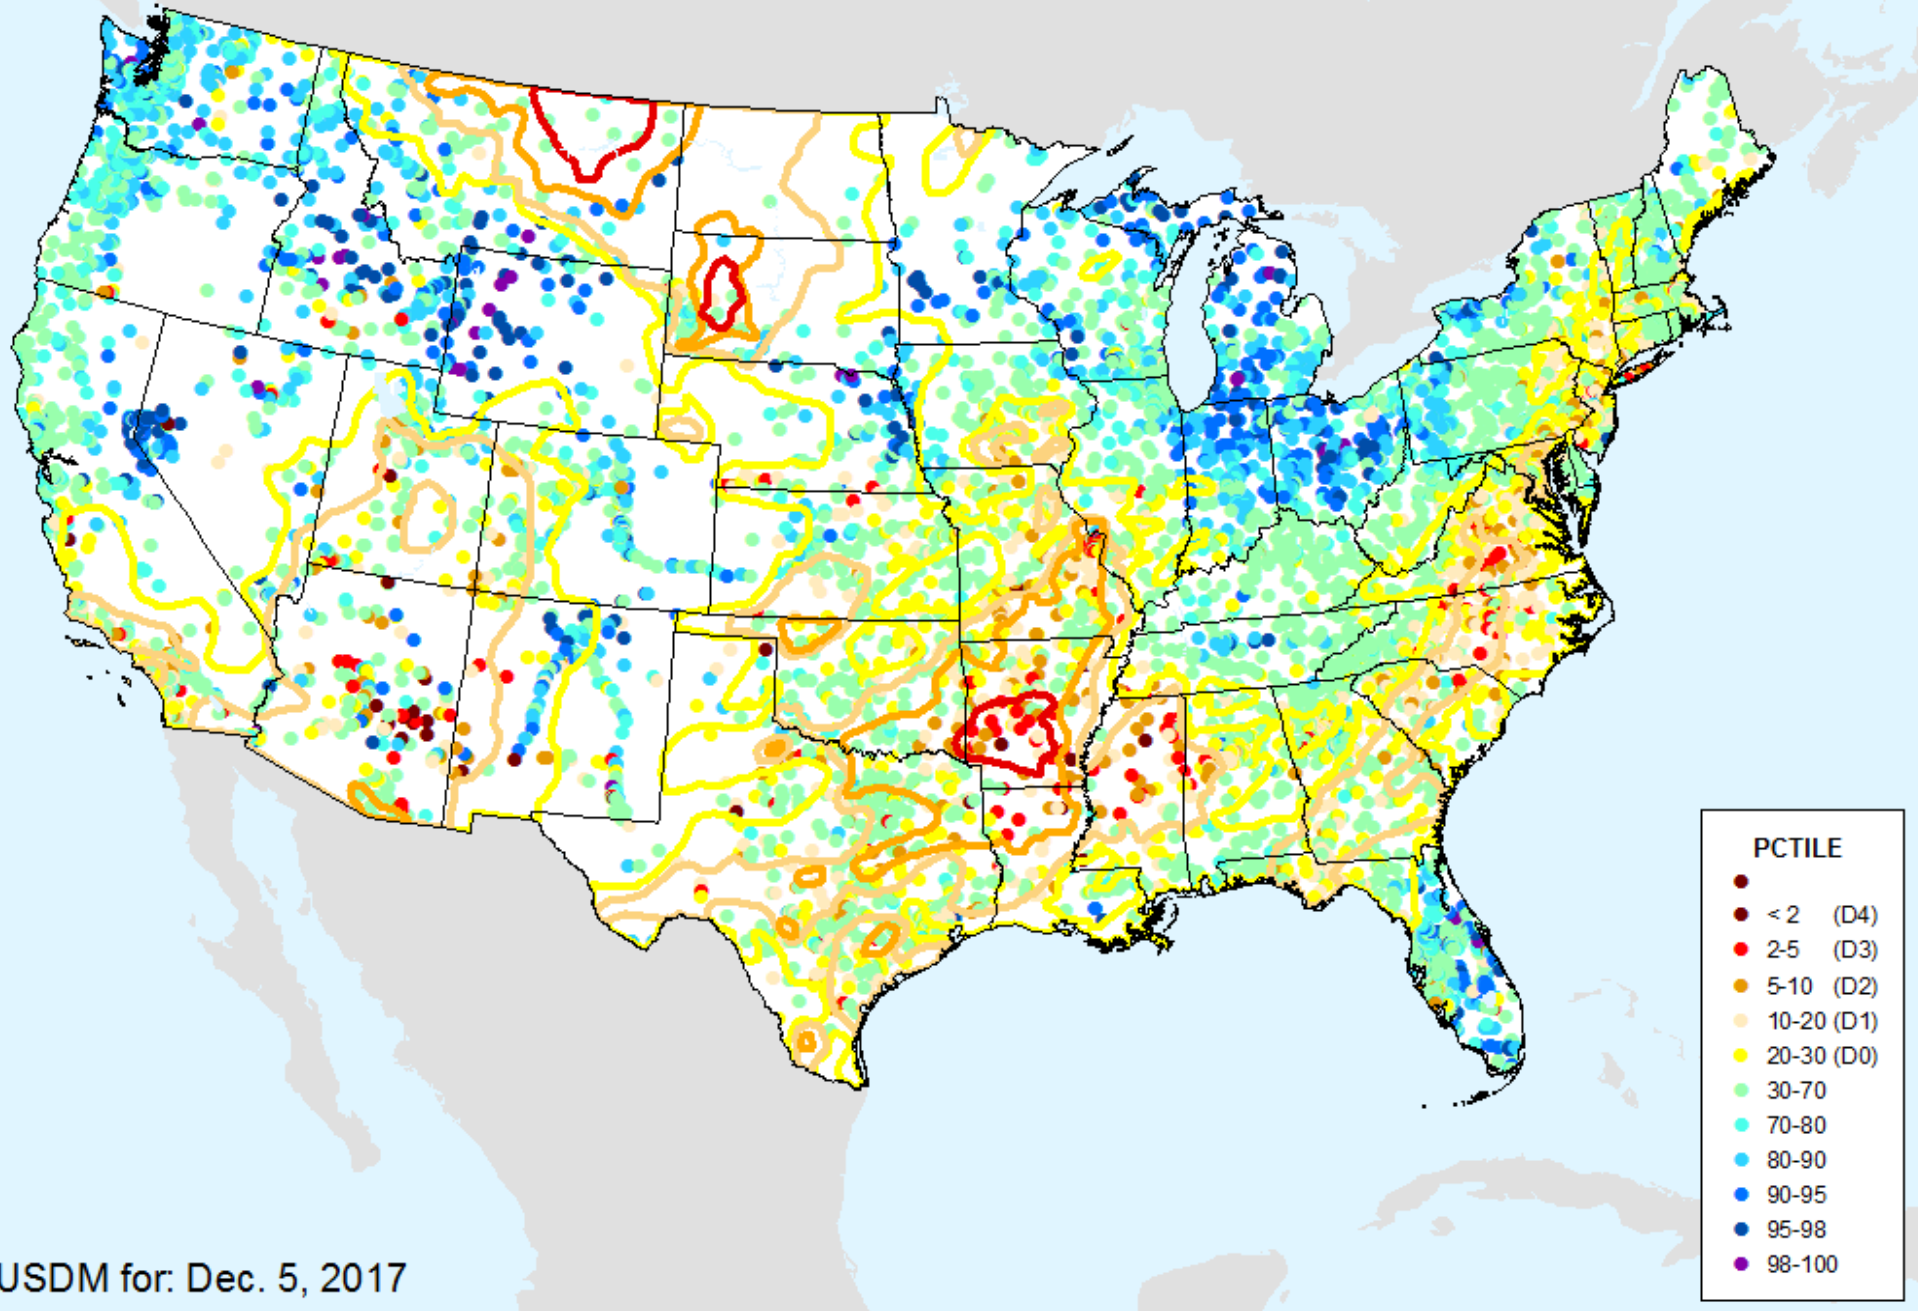 PCTILE
< 2 (D4)
2-5 (D3)
5-10 (D2)
10-20 (D1)
20-30 (D0)
30-70
70-80
80-90
90-95
95-98
98-100
USDM for: Dec. 5, 2017